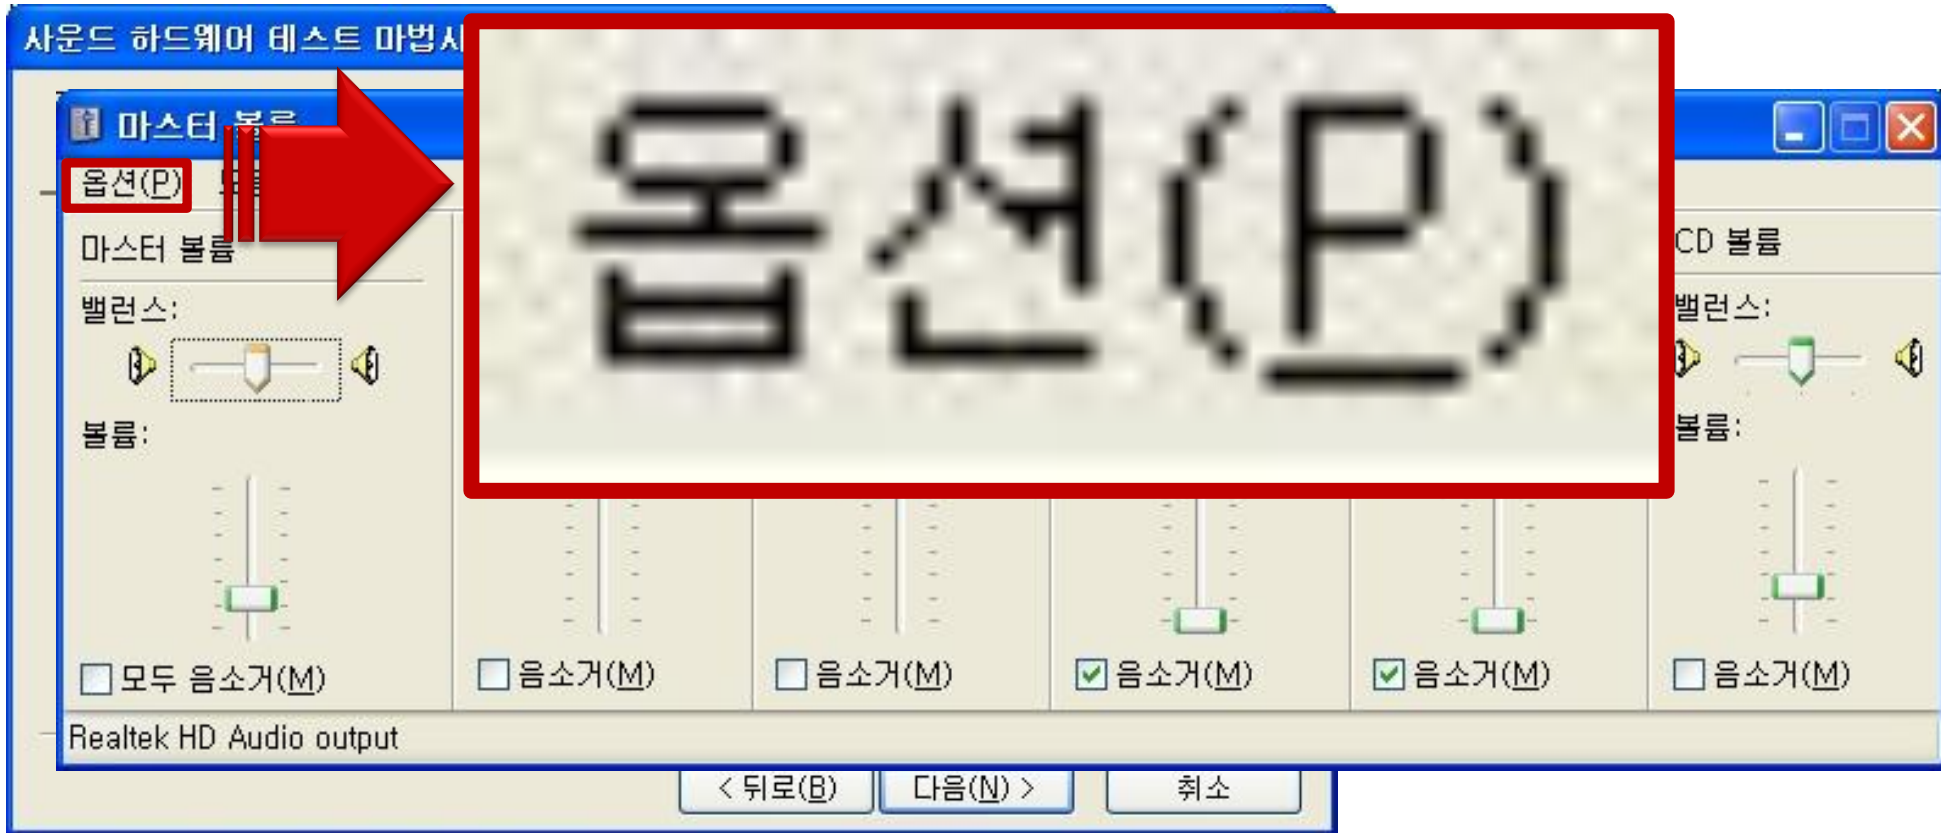 사운드 하드웨어 테스트 마법사
마스터 볼륨
옵션(P)
옵션(P)
마스터 볼륨
CD 볼륨
밸런스:
밸런스:
볼륨:
볼륨:
모두 음소거(M)
음소거(M)
음소거(M)
음소거(M)
음소거(M)
음소거(M)
Realtek HD Audio output
< 뒤로(B)
다음(N) >
취소